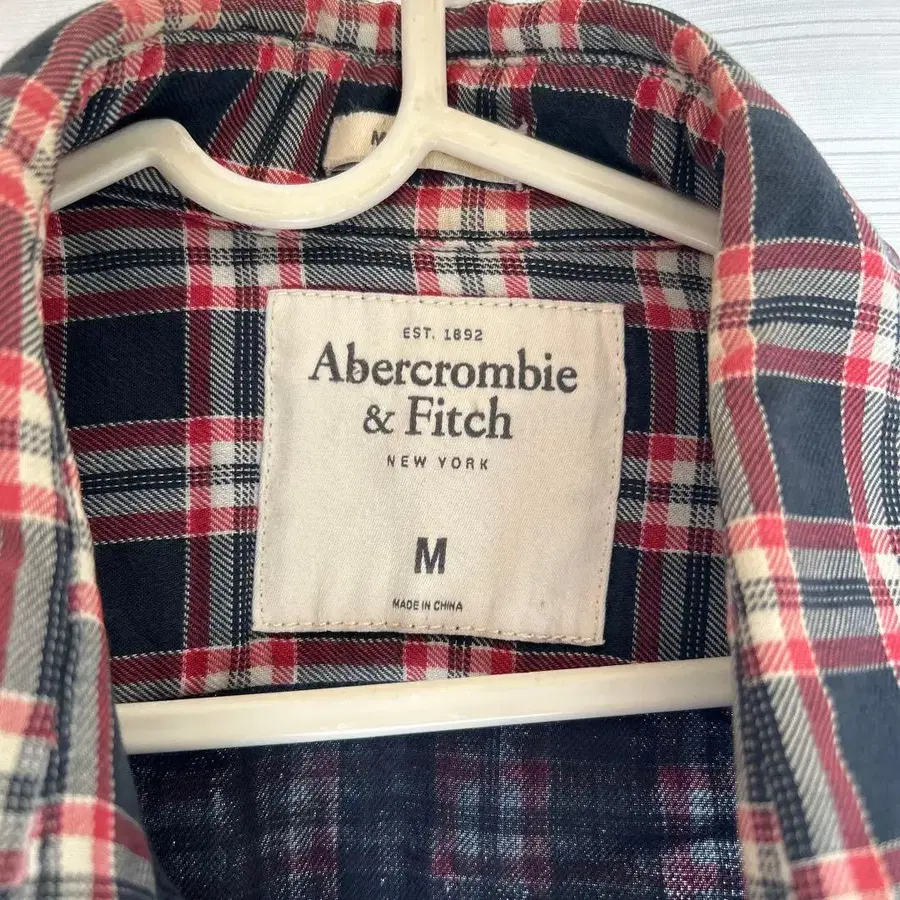 M
EST. 1892
Abercrombie
& Fitch
NEW YORK
M
MADE IN CHINA